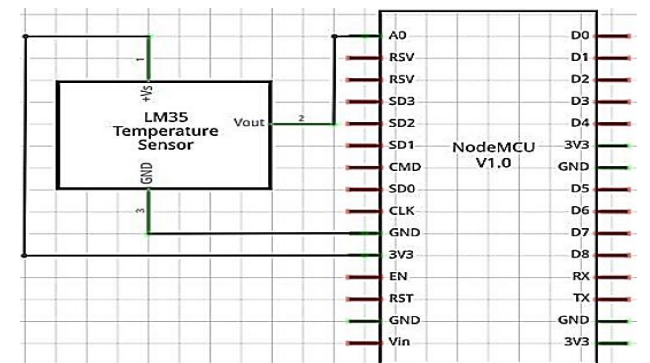 1
+Vs
LM35
Temperature
Sensor
Vout
2
GND
3
NodeMCU
V1.0
A0
RSV
RSV
SD3
SD2
SD1
CMD
SD0
CLK
GND
3V3
EN
RST
GND
Vin
D0
D1
D2
D3
D4
3V3
GND
D5
D6
D7
D8
RX
TX
GND
3V3